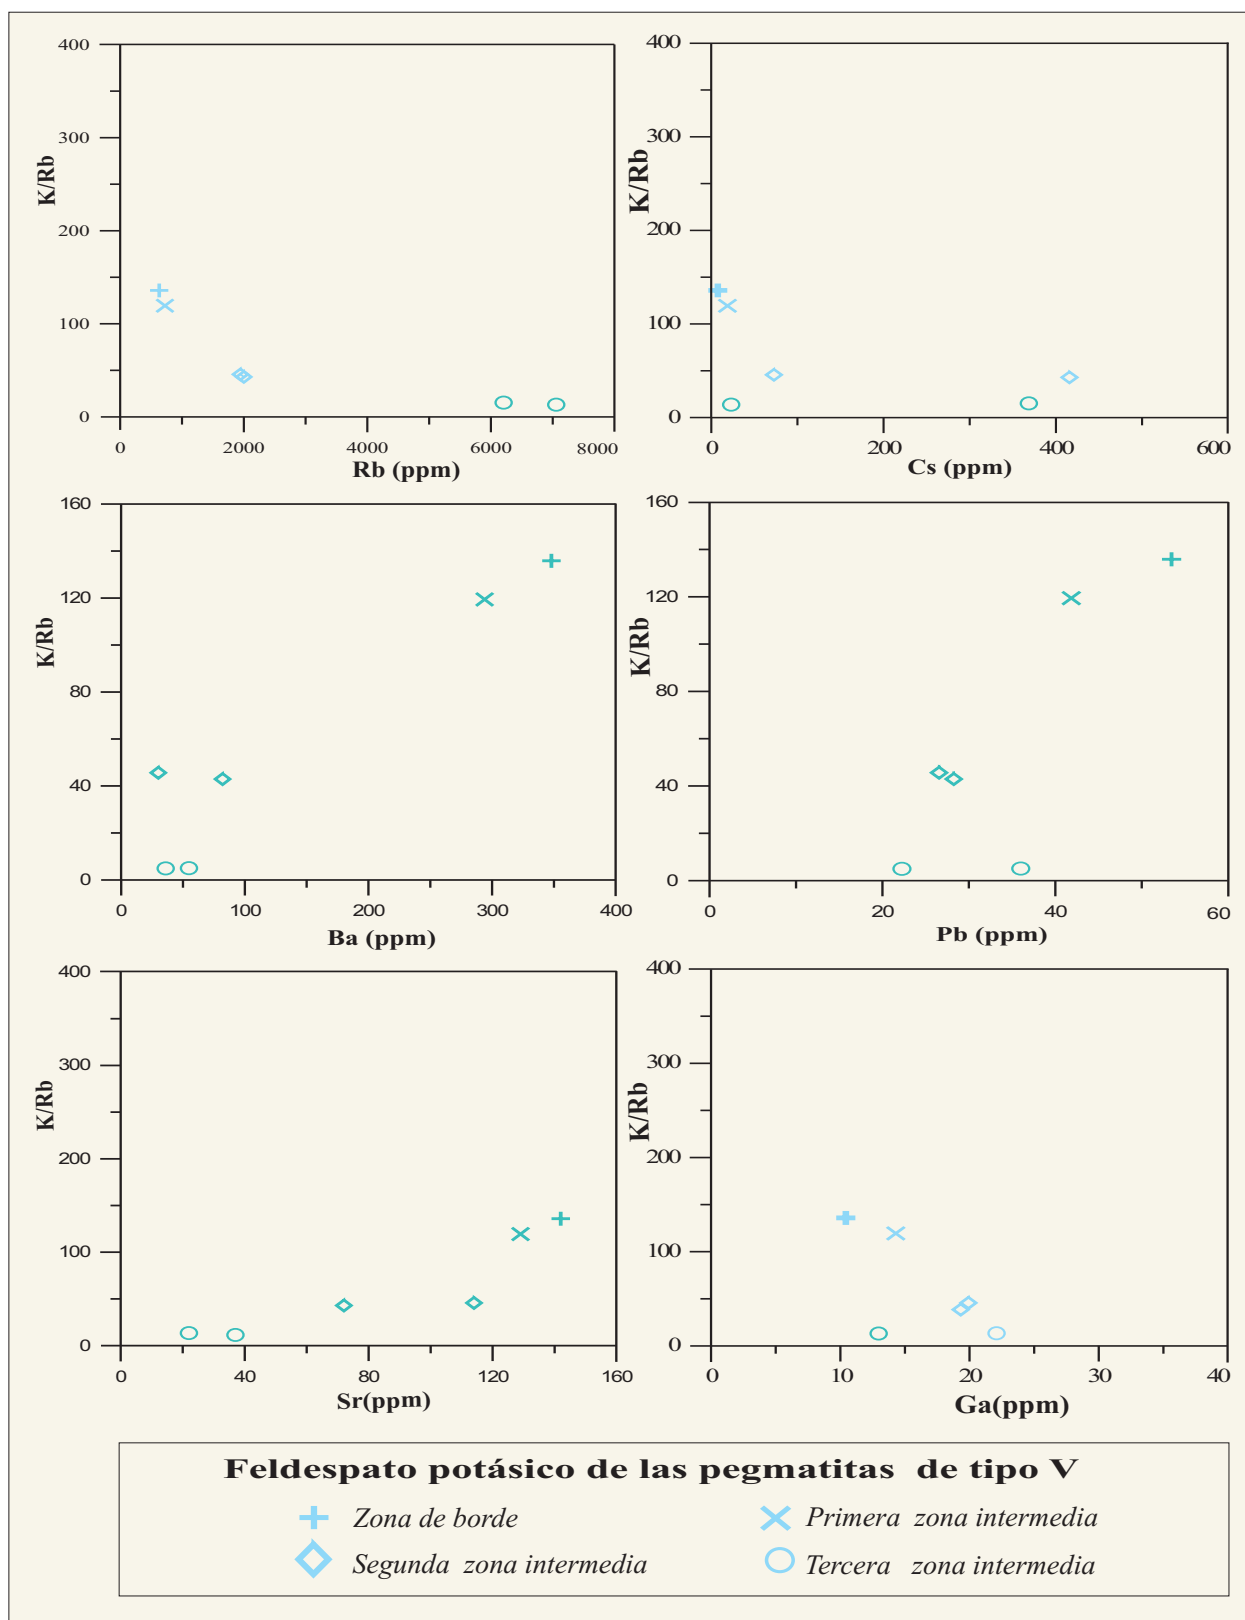 400
300
200
100
0
K/Rb
0 2000 4000 6000 8000
Rb (ppm)
400
300
200
100
0
K/Rb
0 200 400 600
Cs (ppm)
160
120
80
40
0
K/Rb
0 100 200 300 400
Ba (ppm)
160
120
80
40
0
K/Rb
0 20 40 60
Pb (ppm)
400
300
200
100
0
K/Rb
0 40 80 120 160
Sr(ppm)
400
300
200
100
0
K/Rb
0 10 20 30 40
Ga(ppm)
Feldespato potásico de las pegmatitas de tipo V
Zona de borde
Primera zona intermedia
Segunda zona intermedia
Tercera zona intermedia